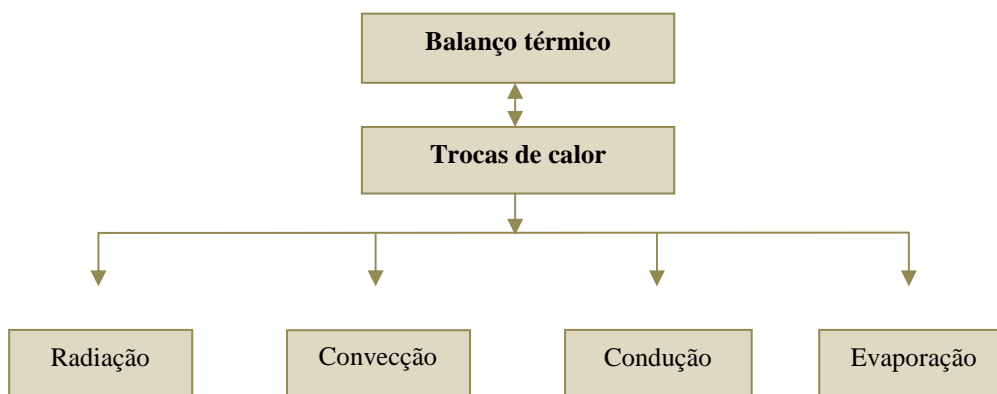 Balanço térmico
Trocas de calor
Radiação
Convecção
Condução
Evaporação